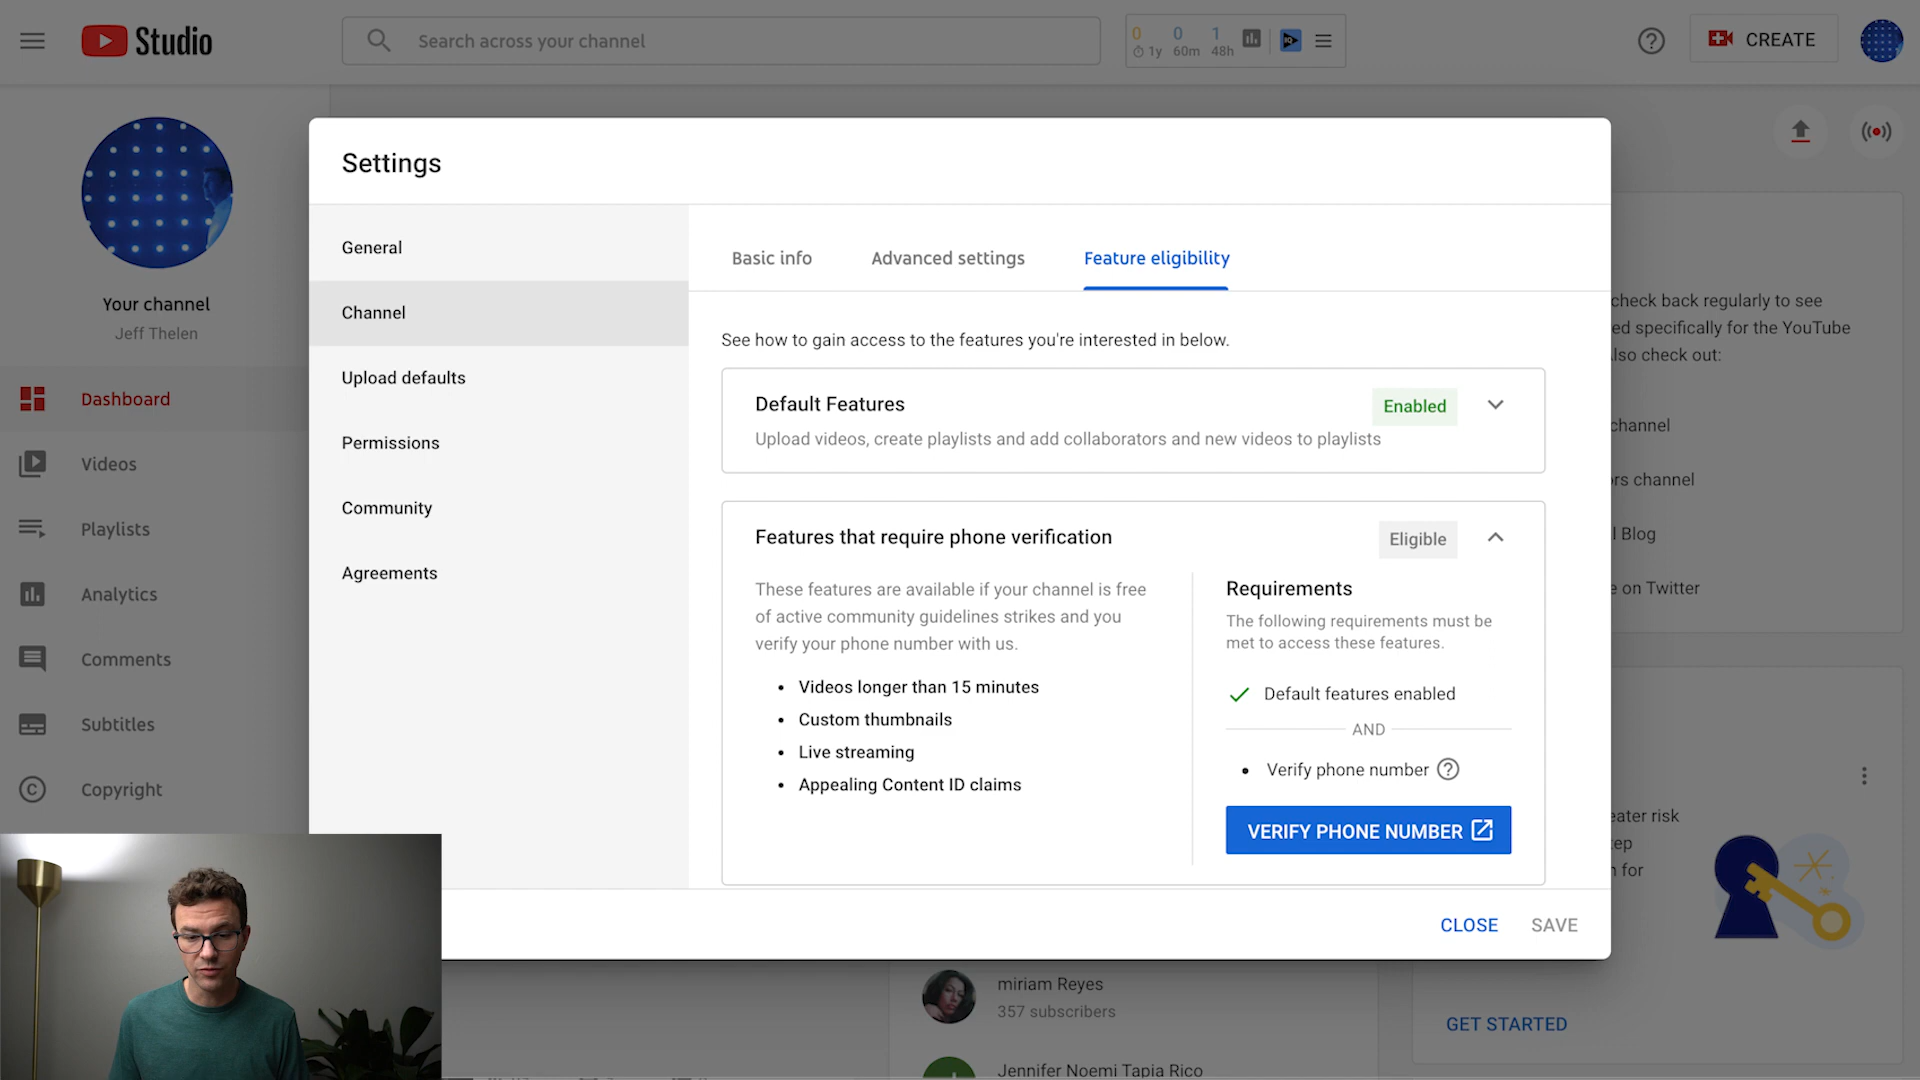 Studio
Search across your channel
0 0 1
1y 60m 48h
CREATE
Your channel
Jeff Thelen
Dashboard
Videos
Playlists
Analytics
Comments
Subtitles
Copyright
Settings
General
Channel
Upload defaults
Permissions
Community
Agreements
Basic info
Advanced settings
Feature eligibility
See how to gain access to the features you're interested in below.
Default Features
Enabled
Upload videos, create playlists and add collaborators and new videos to playlists
Features that require phone verification
Eligible
These features are available if your channel is free
of active community guidelines strikes and you
verify your phone number with us.
• Videos longer than 15 minutes
• Custom thumbnails
• Live streaming
• Appealing Content ID claims
Requirements
The following requirements must be
met to access these features.
Default features enabled
AND
• Verify phone number
VERIFY PHONE NUMBER
CLOSE
SAVE
check back regularly to see
ed specifically for the YouTube
lso check out:
channel
rs channel
l Blog
e on Twitter
eater risk
ep
n for
GET STARTED
miriam Reyes
357 subscribers
Jennifer Noemi Tapia Rico